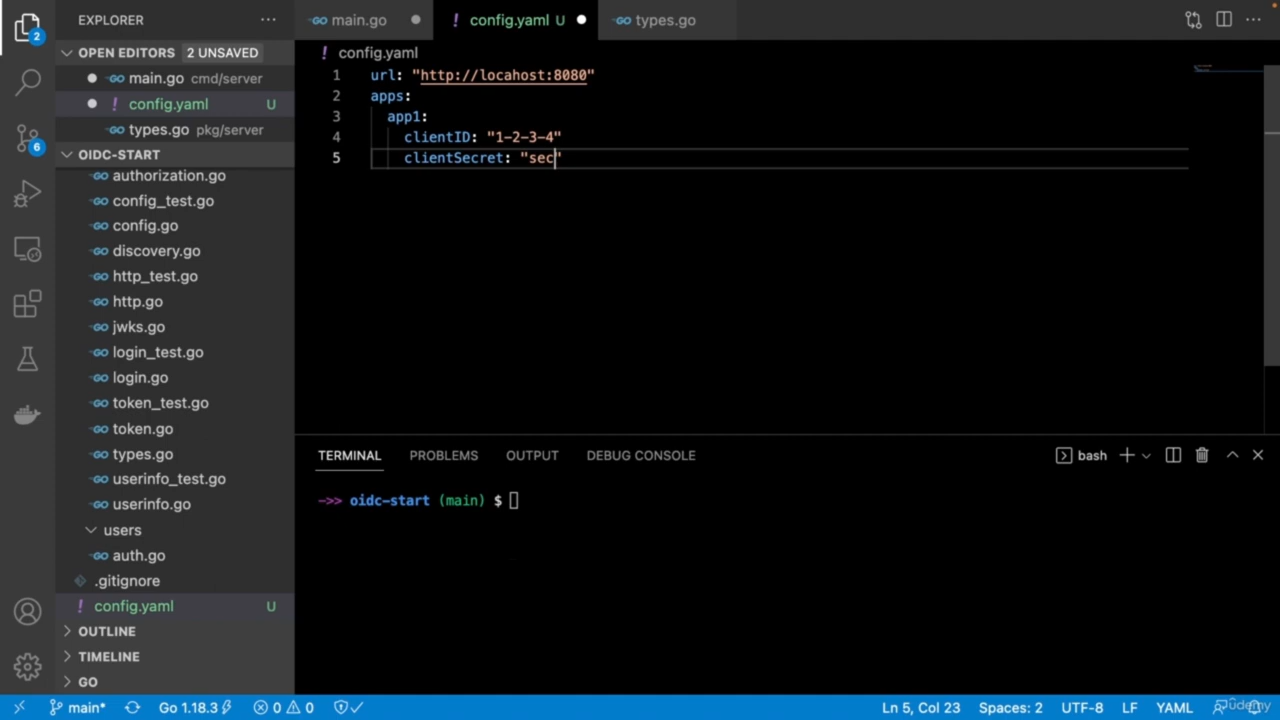 EXPLORER
OPEN EDITORS 2 UNSAVED
main.go cmd/server
config.yaml U
types.go pkg/server
OIDC-START
authorization.go
config_test.go
config.go
discovery.go
http_test.go
http.go
jwks.go
login_test.go
login.go
token_test.go
token.go
types.go
userinfo_test.go
userinfo.go
users
auth.go
.gitignore
! config.yaml U
OUTLINE
TIMELINE
GO
2
6
main.go
! config.yaml U
types.go
! config.yaml
1 url: "http://locahost:8080"
2 apps:
3 app1:
4 clientID: "1-2-3-4"
5 clientSecret: "sec"
TERMINAL PROBLEMS OUTPUT DEBUG CONSOLE bash
->> oidc-start (main) $
main* Go 1.18.3 0 0 Ln 5, Col 23 Spaces: 2 UTF-8 LF YAML
udemy